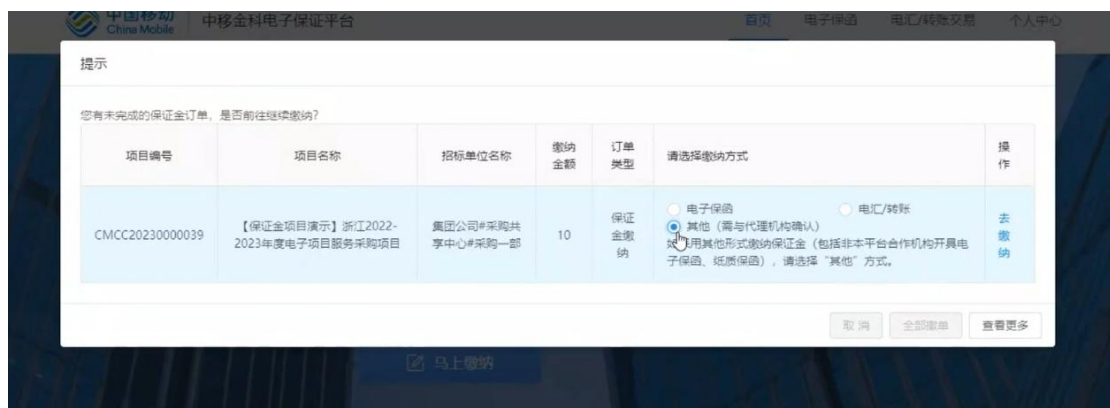 中国移动 中移金科电子保证平台 首页 电子保函 电汇/转账交易 个人中心
China Mobile
提示
您有未完成的保证金订单，是否前往继续缴纳？
项目编号 项目名称 招标单位名称 缴纳金额 订单类型 请选择缴纳方式 操作
CMCC20230000039
【保证金项目演示】浙江2022-
2023年度电子项目服务采购项目
集团公司#采购共
享中心#采购一部
10
保证
金缴
纳
电子保函 电汇/转账
其他（需与代理机构确认）
用其他形式缴纳保证金（包括非本平台合作机构开具电
子保函、纸质保函），请选择“其他”方式。
去
缴
纳
取消 全部撤单 查看更多
马上缴纳